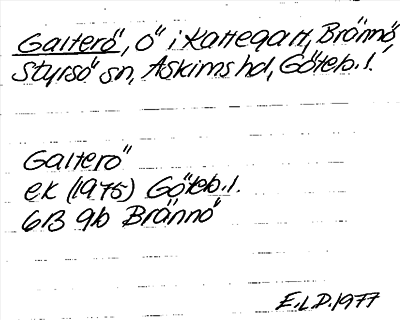 Galterö, ö i Kattegatt, Brännö,
Styrsö sn, Askims hd, Göteb. l.
Galterö
ek (1975) Göteb. l.
6B 9b Brännö
E.L.D. 1977